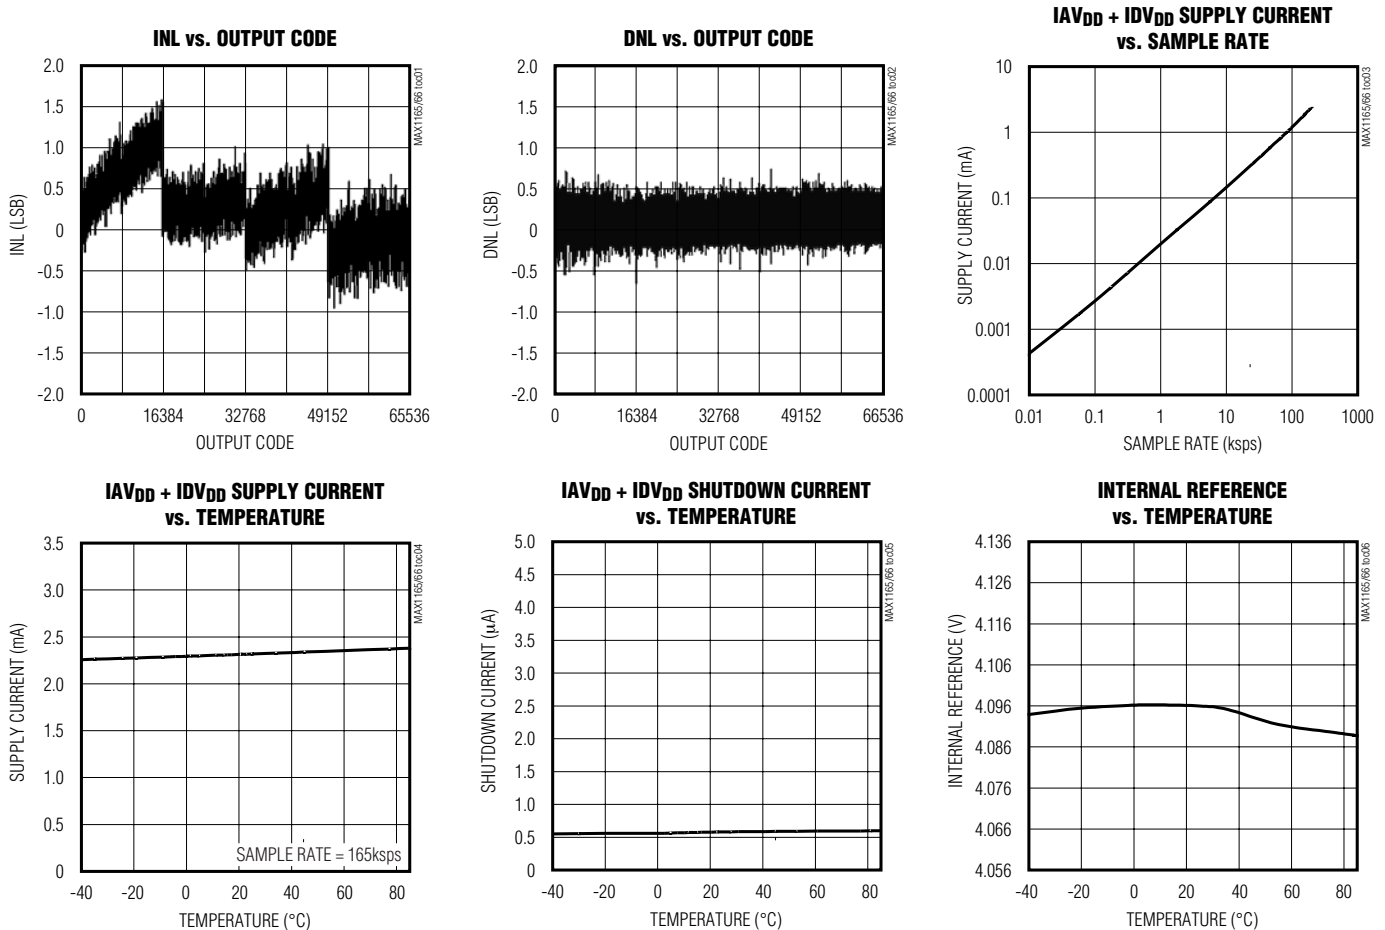 INL vs. OUTPUT CODE
2.0
1.5
1.0
0.5
0
-0.5
-1.0
-1.5
-2.0
INL (LSB)
0 16384 32768 49152 65536
OUTPUT CODE
MAX1165/66 toc01
DNL vs. OUTPUT CODE
2.0
1.5
1.0
0.5
0
-0.5
-1.0
-1.5
-2.0
DNL (LSB)
0 16384 32768 49152 66536
OUTPUT CODE
MAX1165/66 toc02
IAVDD + IDVDD SUPPLY CURRENT
vs. SAMPLE RATE
10
1
0.1
0.01
0.001
0.0001
SUPPLY CURRENT (mA)
0.01 0.1 1 10 100 1000
SAMPLE RATE (ksps)
MAX1165/66 toc03
IAVDD + IDVDD SUPPLY CURRENT
vs. TEMPERATURE
3.5
3.0
2.5
2.0
1.5
1.0
0
SUPPLY CURRENT (mA)
SAMPLE RATE = 165ksps
-40 -20 0 20 40 60 80
TEMPERATURE (°C)
MAX1165/66 toc04
IAVDD + IDVDD SHUTDOWN CURRENT
vs. TEMPERATURE
5.0
4.5
4.0
3.5
3.0
2.5
2.0
1.5
1.0
0.5
0
SHUTDOWN CURRENT (µA)
-40 -20 0 20 40 60 80
TEMPERATURE (°C)
MAX1165/66 toc05
INTERNAL REFERENCE
vs. TEMPERATURE
4.136
4.126
4.116
4.106
4.096
4.086
4.076
4.066
4.056
INTERNAL REFERENCE (V)
-40 -20 0 20 40 60 80
TEMPERATURE (°C)
MAX1165/66 toc06